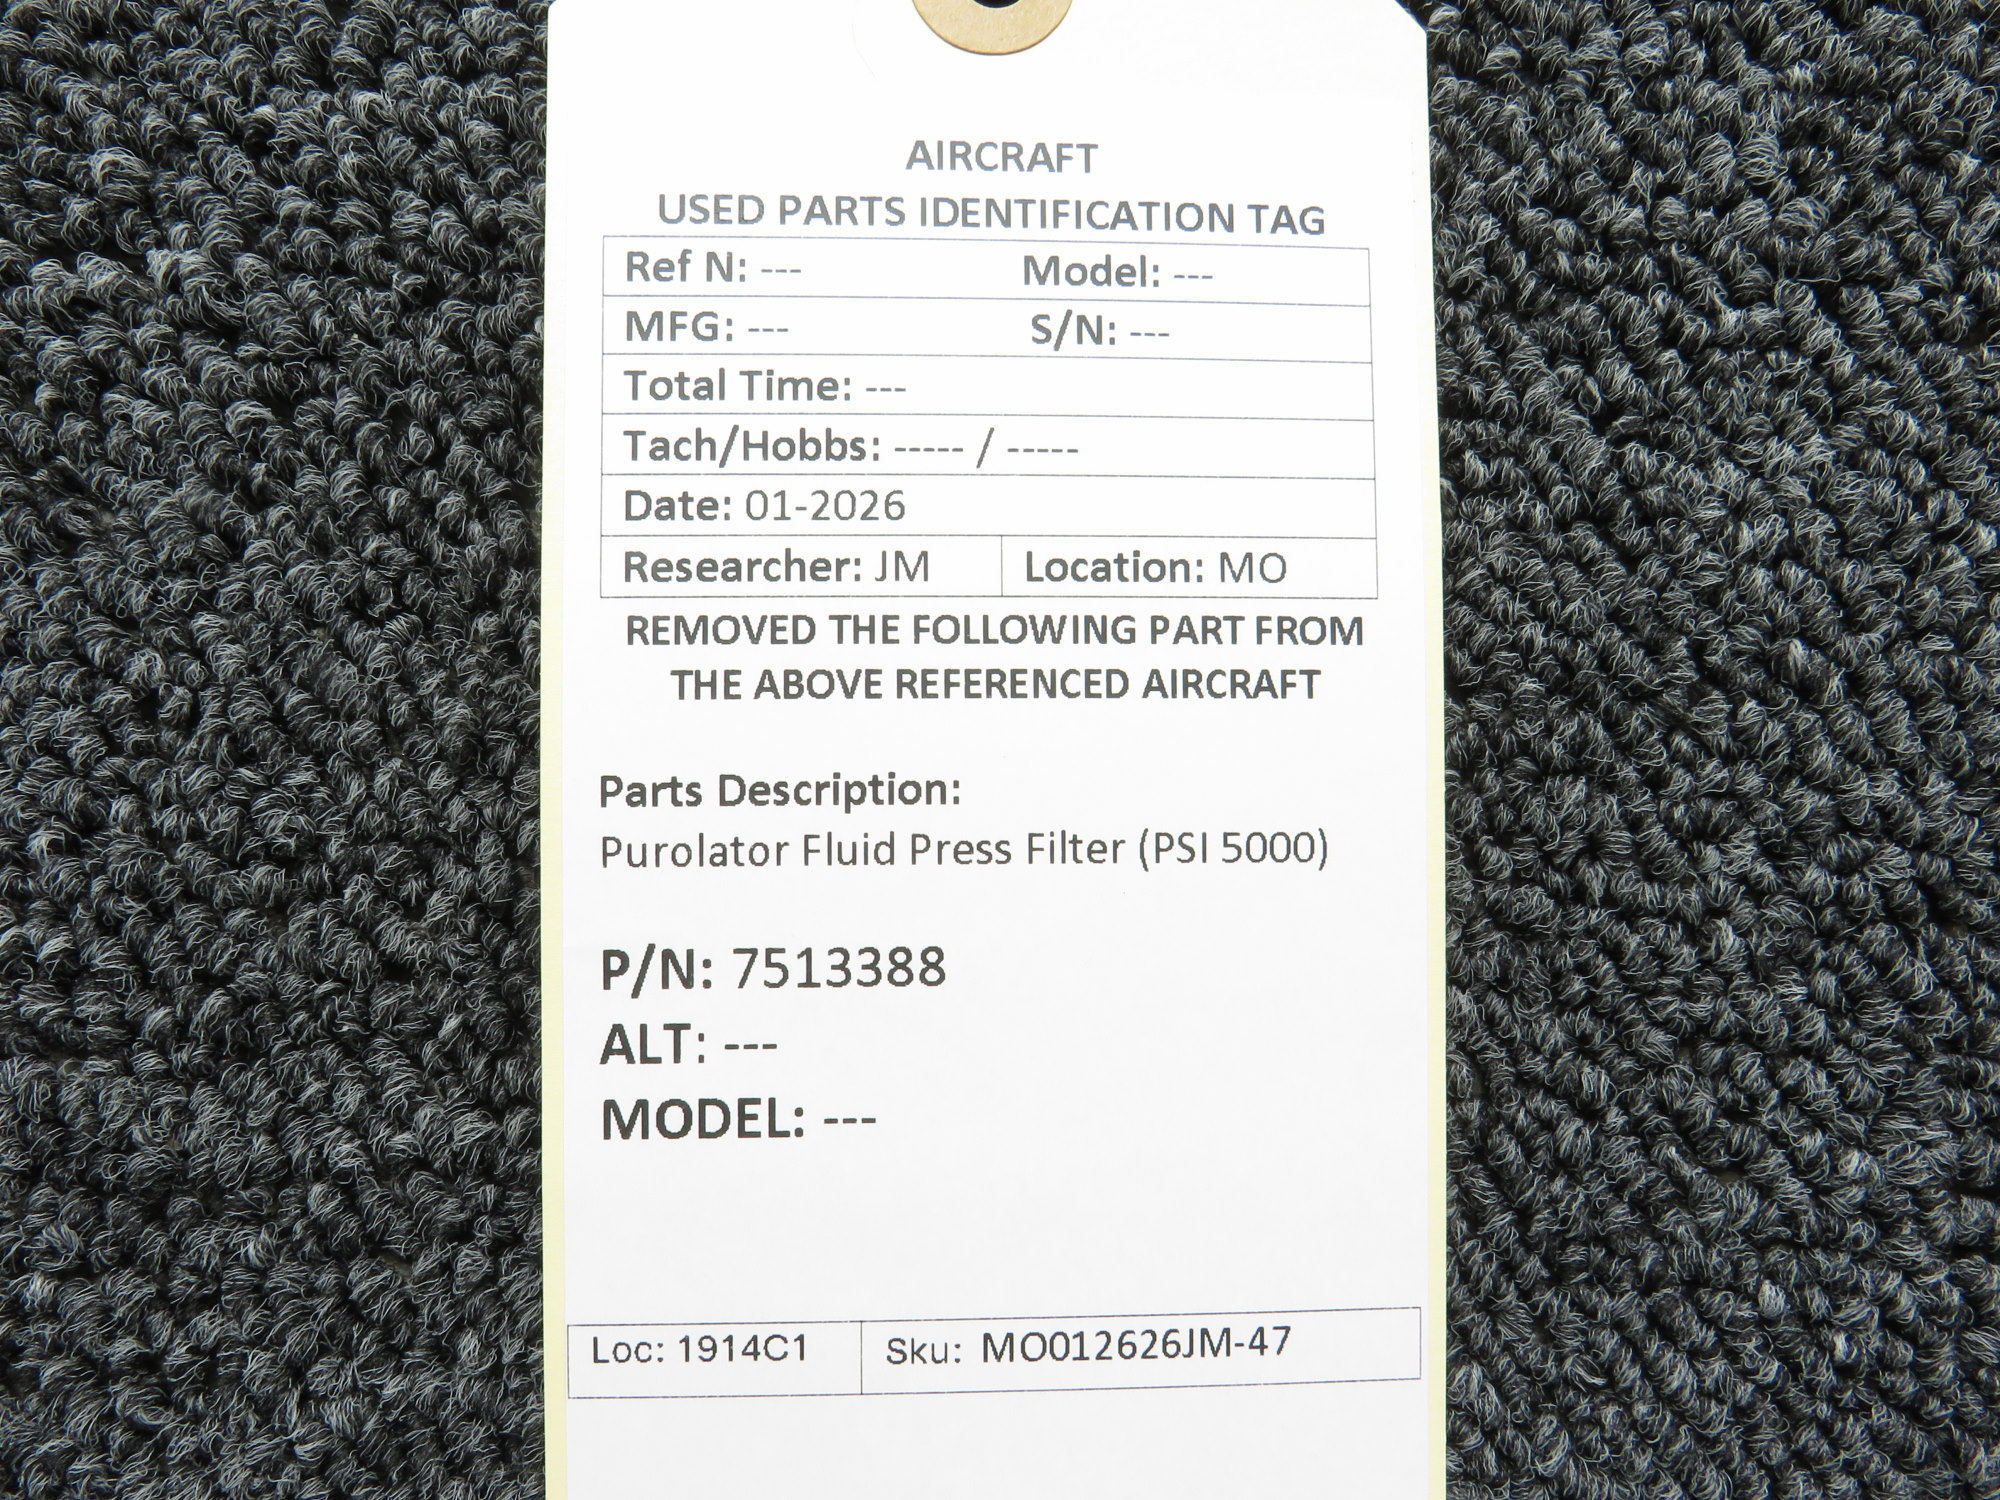 AIRCRAFT
USED PARTS IDENTIFICATION TAG
Ref N: --- Model: ---
MFG: --- S/N: ---
Total Time: ---
Tach/Hobbs: ----- / -----
Date: 01-2026
Researcher: JM Location: MO
REMOVED THE FOLLOWING PART FROM
THE ABOVE REFERENCED AIRCRAFT
Parts Description:
Purolator Fluid Press Filter (PSI 5000)
P/N: 7513388
ALT: ---
MODEL: ---
Loc: 1914C1 Sku: MO012626JM-47